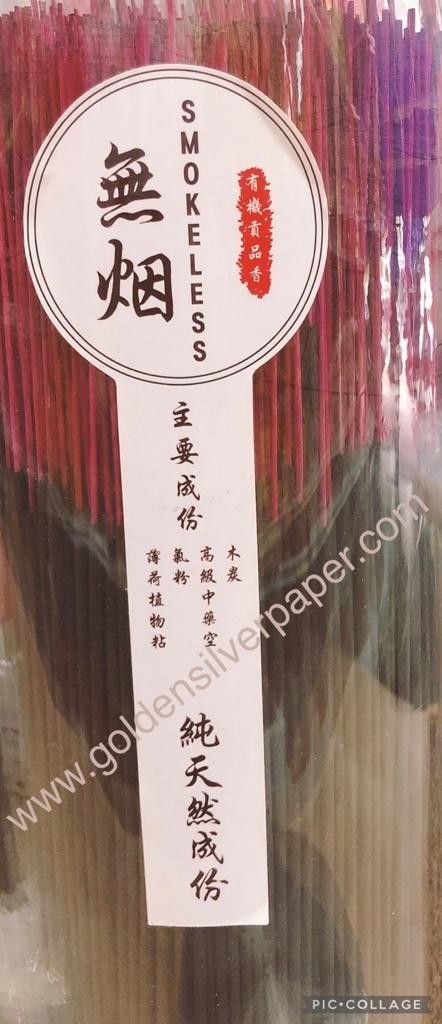 SMOKELESS
無烟
有機貢品香
主要成份
木炭
高級中藥空
氣粉
薄荷植物粘
純天然成份
www.goldensilverpaper.com
PIC•COLLAGE